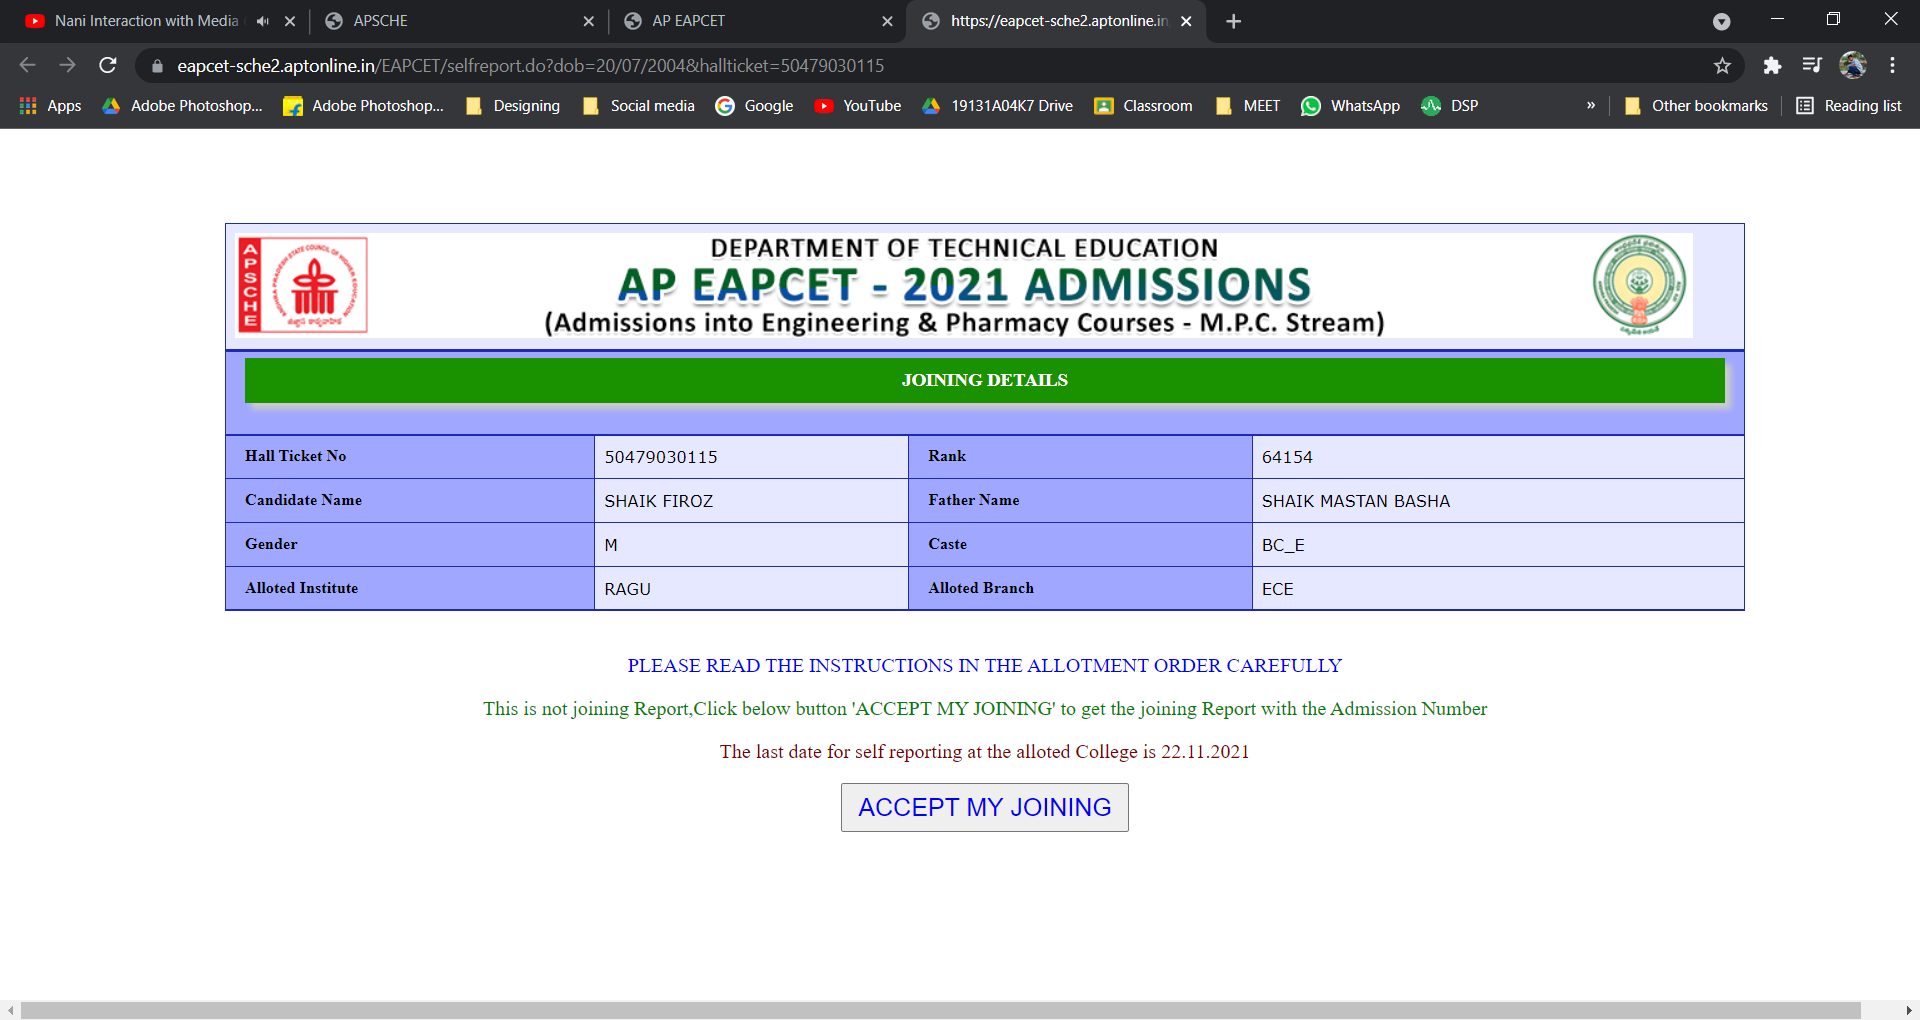 Nani Interaction with Media
APSCHE
AP EAPCET
https://eapcet-sche2.aptonline.in
eapcet-sche2.aptonline.in/EAPCET/selfreport.do?dob=20/07/2004&hallticket=50479030115
Apps Adobe Photoshop... Adobe Photoshop... Designing Social media Google YouTube 19131A04K7 Drive Classroom MEET WhatsApp DSP » Other bookmarks Reading list
APSCHE
DEPARTMENT OF TECHNICAL EDUCATION
AP EAPCET - 2021 ADMISSIONS
(Admissions into Engineering & Pharmacy Courses - M.P.C. Stream)
JOINING DETAILS
Hall Ticket No 50479030115 Rank 64154
Candidate Name SHAIK FIROZ Father Name SHAIK MASTAN BASHA
Gender M Caste BC_E
Alloted Institute RAGU Alloted Branch ECE
PLEASE READ THE INSTRUCTIONS IN THE ALLOTMENT ORDER CAREFULLY
This is not joining Report,Click below button 'ACCEPT MY JOINING' to get the joining Report with the Admission Number
The last date for self reporting at the alloted College is 22.11.2021
ACCEPT MY JOINING